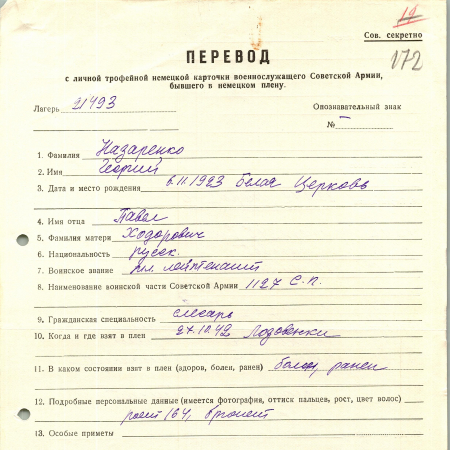 19
Сов. секретно
172
ПЕРЕВОД
с личной трофейной немецкой карточки военнослужащего Советской Армии,
бывшего в немецком плену.
Лагерь 21493
Опознавательный знак
№ –
1. Фамилия Назаренко
2. Имя Георгий
3. Дата и место рождения 6.11.1923 Белая Церковь
4. Имя отца Павел
5. Фамилия матери Ходорович
6. Национальность русск.
7. Воинское звание мл. лейтенант
8. Наименование воинской части Советской Армии 1127 С.П.
9. Гражданская специальность слесарь
10. Когда и где взят в плен 27.10.42
11. В каком состоянии взят в плен (здоров, болен, ранен) болен, ранен
12. Подробные персональные данные (имеется фотография, оттиск пальцев, рост, цвет волос)
рост 164, брюнет
13. Особые приметы